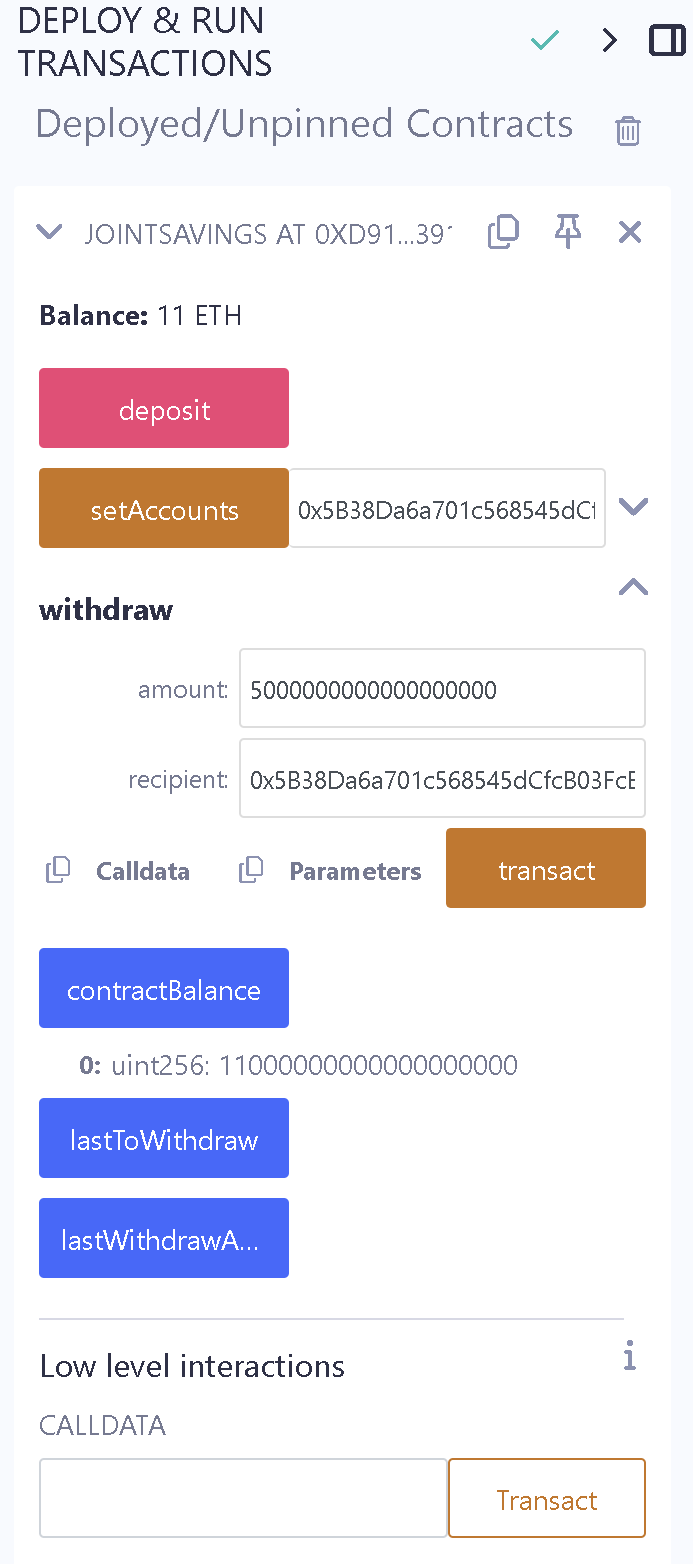 DEPLOY & RUN
TRANSACTIONS
Deployed/Unpinned Contracts
JOINTSAVINGS AT 0XD91...391
Balance: 11 ETH
deposit
setAccounts 0x5B38Da6a701c568545dCf
withdraw
amount: 5000000000000000000
recipient: 0x5B38Da6a701c568545dCfcB03FcB
Calldata Parameters transact
contractBalance
0: uint256: 11000000000000000000
lastToWithdraw
lastWithdrawA...
Low level interactions
CALLDATA
Transact